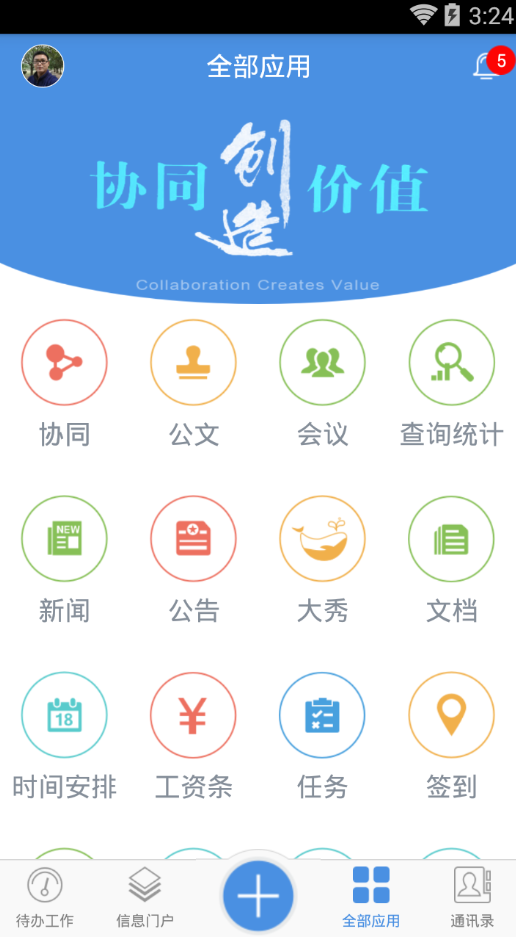 3:24
全部应用
5
协同创造价值
Collaboration Creates Value
协同
公文
会议
查询统计
NEW
新闻
公告
大秀
文档
18
时间安排
¥
工资条
任务
签到
待办工作
信息门户
全部应用
通讯录